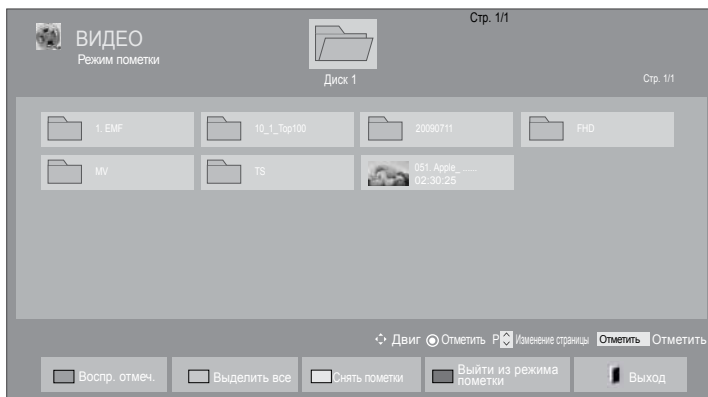 Стр. 1/1
ВИДЕО
Режим пометки
Диск 1
Стр. 1/1
1. EMF
10_1_Top100
20090711
FHD
MV
TS
051. Apple_ ......
02:30:25
Двиг Отметить P Изменение страницы Отметить Отметить
Воспр. отмеч.
Выделить все
Снять пометки
Выйти из режима
пометки
Выход